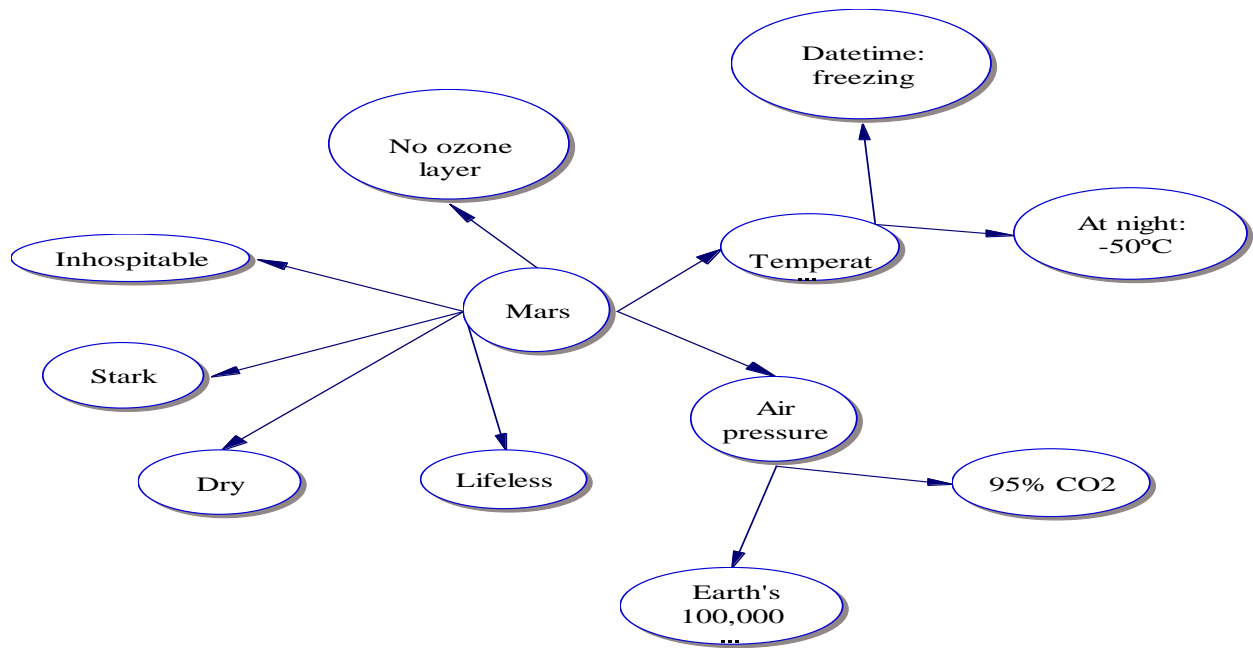 Datetime:
freezing
No ozone
layer
At night:
-50ºC
Inhospitable
Temperat
...
Mars
Stark
Air
pressure
Dry
Lifeless
95% CO2
Earth's
100,000
...